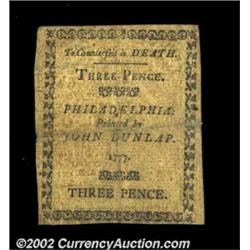 To Counterfeit is DEATH.
THREE PENCE.
PHILADELPHIA:
Printed by
JOHN DUNLAP.
1777.
THREE PENCE.
©2002 CurrencyAuction.com